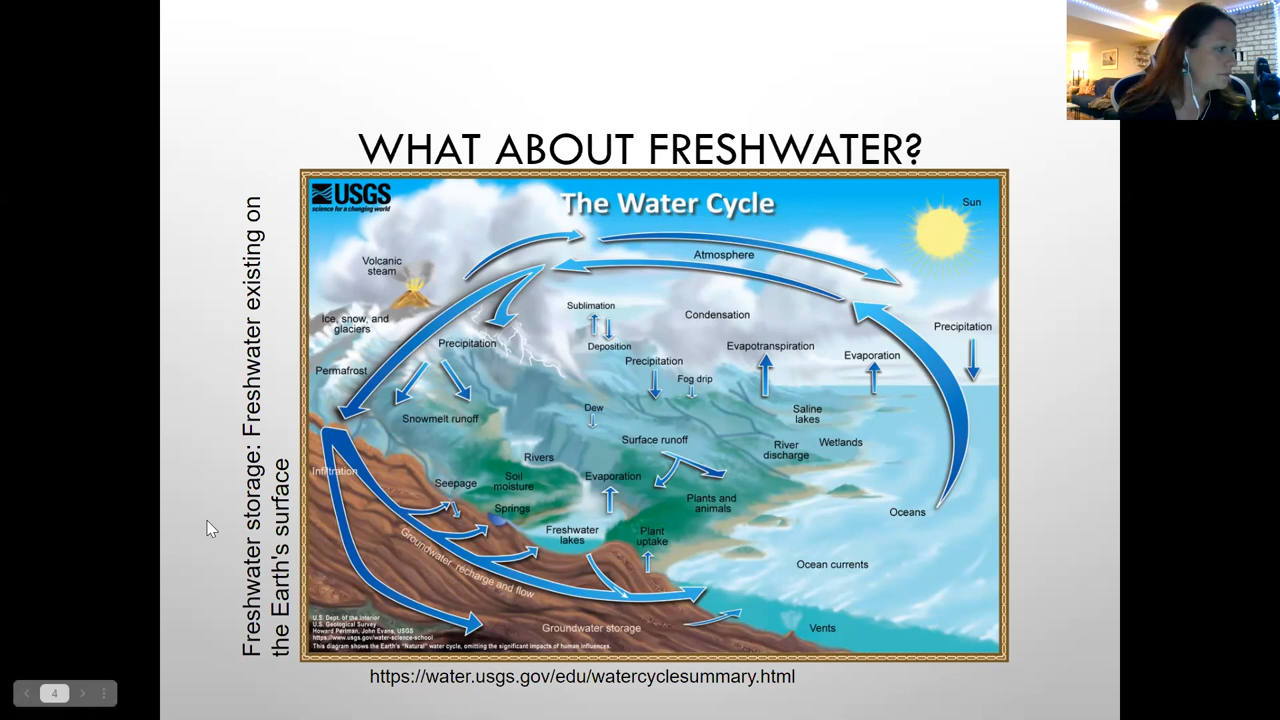 WHAT ABOUT FRESHWATER?
Freshwater storage: Freshwater existing on
the Earth's surface
USGS
science for a changing world
The Water Cycle
Sun
Volcanic
steam
Atmosphere
Ice, snow, and
glaciers
Sublimation
Condensation
Precipitation
Precipitation
Deposition
Evapotranspiration
Evaporation
Permafrost
Precipitation
Fog drip
Snowmelt runoff
Dew
Saline
lakes
Surface runoff
River
discharge
Wetlands
Infiltration
Rivers
Seepage
Soil
moisture
Evaporation
Plants and
animals
Springs
Oceans
Groundwater, recharge and flow
Freshwater
lakes
Plant
uptake
Ocean currents
Groundwater storage
Vents
U.S. Dept. of the Interior
U.S. Geological Survey
Howard Perlman, John Evans, USGS
https://www.usgs.gov/water-science-school
This diagram shows the Earth's "Natural" water cycle, omitting the significant impacts of human influences.
https://water.usgs.gov/edu/watercyclesummary.html
4